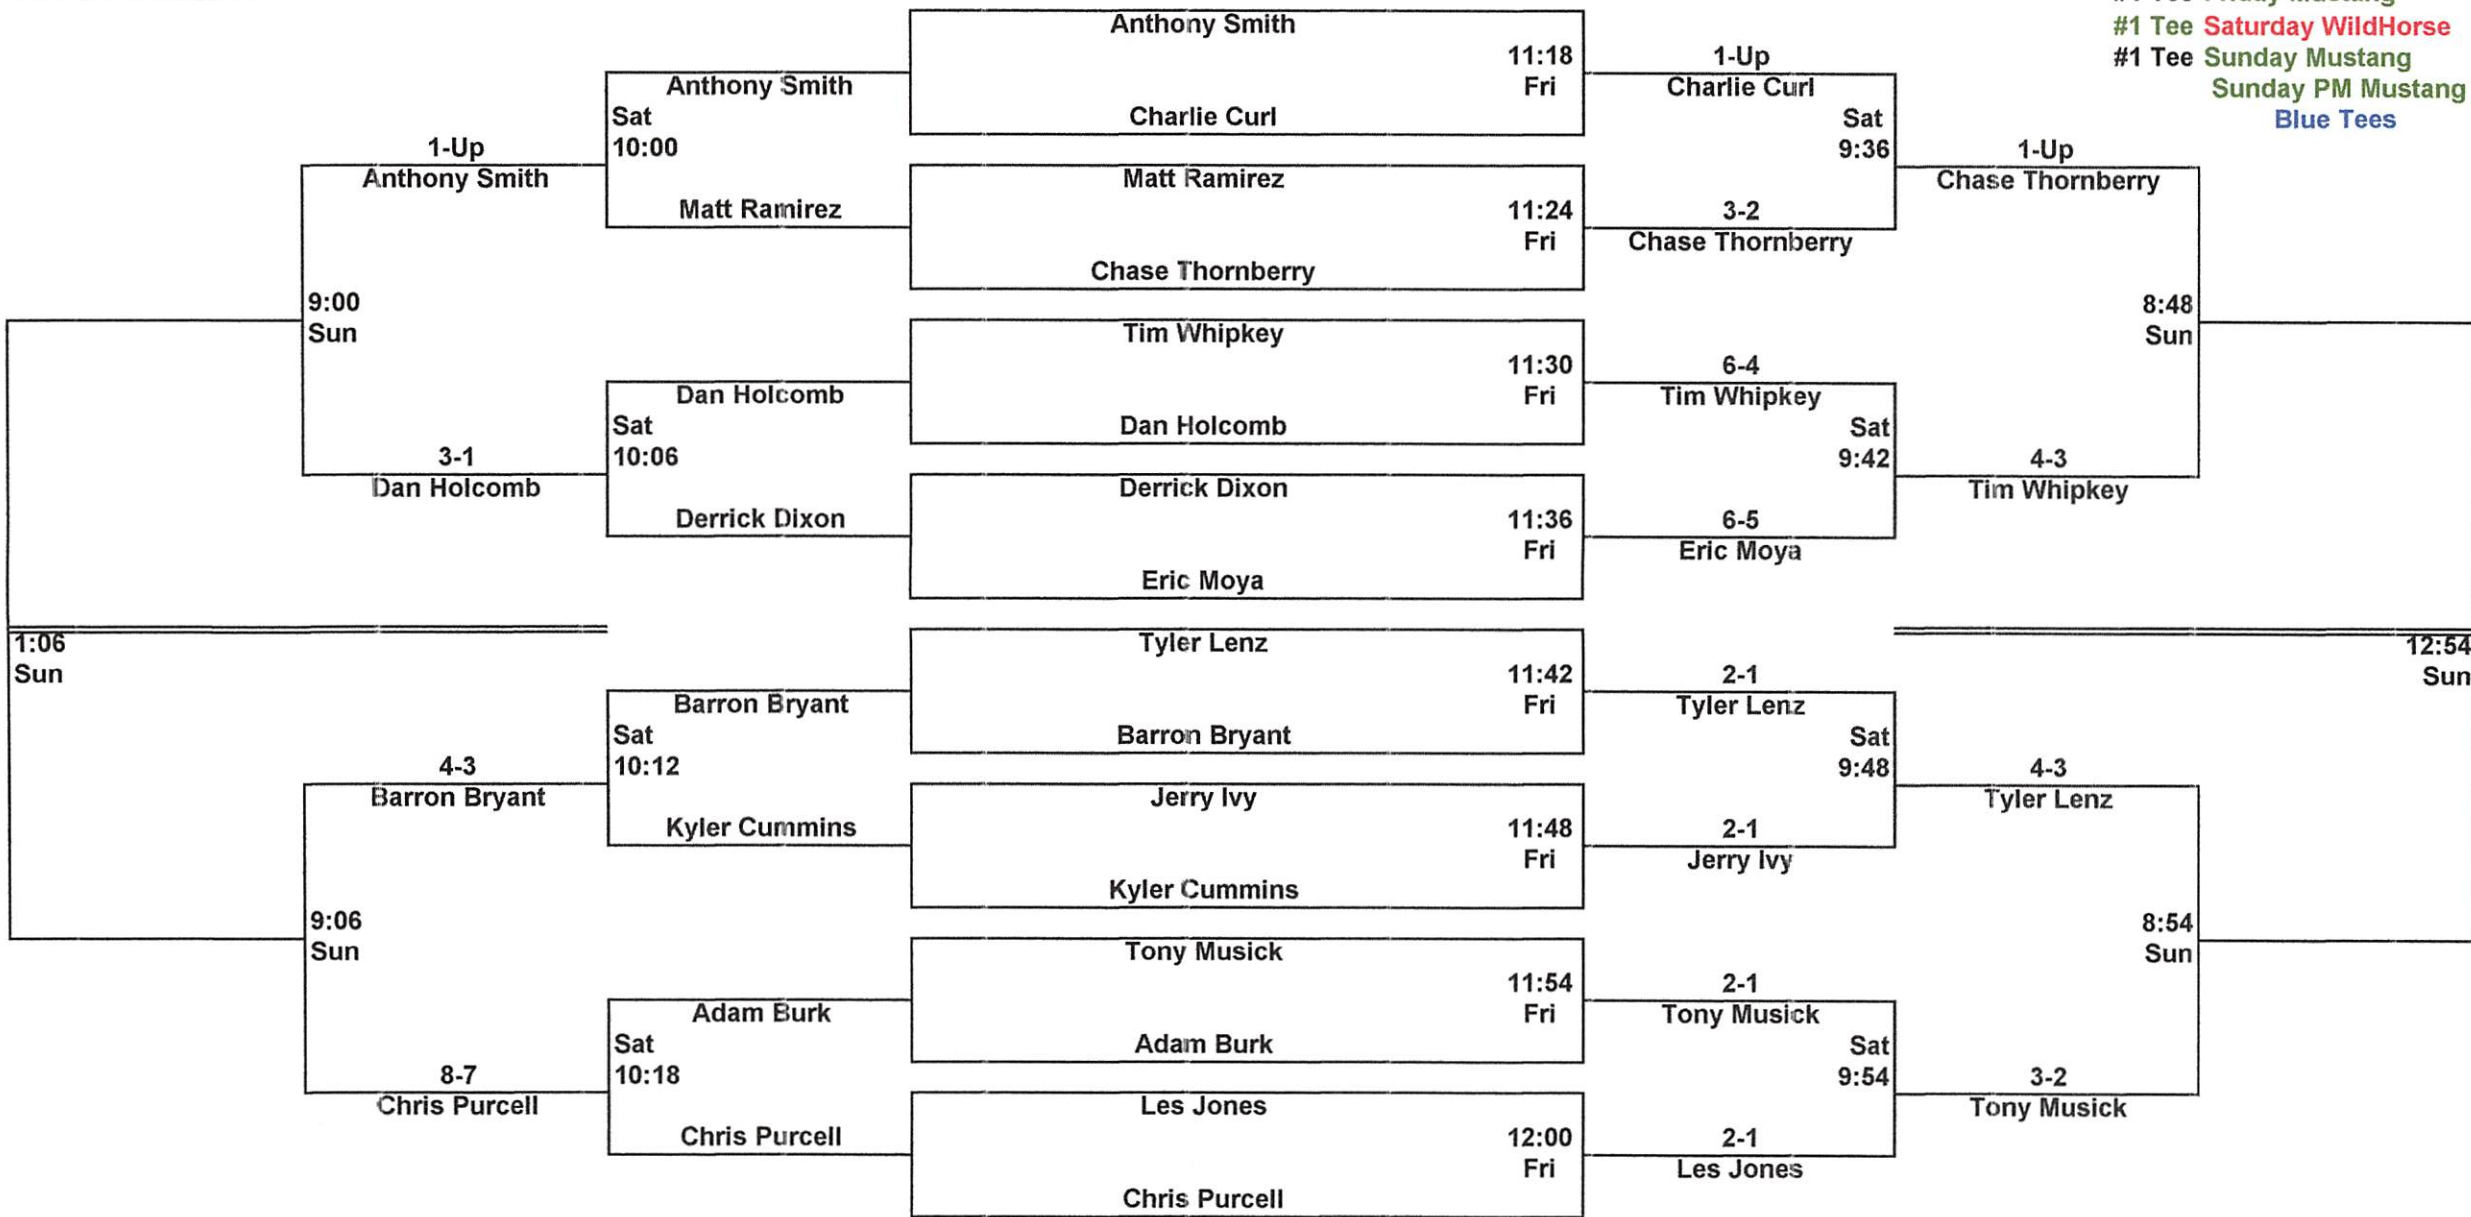 #1 Tee Friday Mustang
#1 Tee Saturday WildHorse
#1 Tee Sunday Mustang
Sunday PM Mustang
Blue Tees
1:06
Sun
9:00
Sun
9:06
Sun
1-Up
Anthony Smith
3-1
Dan Holcomb
4-3
Barron Bryant
8-7
Chris Purcell
Anthony Smith
Sat
10:00
Matt Ramirez
Dan Holcomb
Sat
10:06
Derrick Dixon
Barron Bryant
Sat
10:12
Kyler Cummins
Adam Burk
Sat
10:18
Chris Purcell
Anthony Smith
11:18
Fri
Charlie Curl
Matt Ramirez
11:24
Fri
Chase Thornberry
Tim Whipkey
11:30
Fri
Dan Holcomb
Derrick Dixon
11:36
Fri
Eric Moya
Tyler Lenz
11:42
Fri
Barron Bryant
Jerry Ivy
11:48
Fri
Kyler Cummins
Tony Musick
11:54
Fri
Adam Burk
Les Jones
12:00
Fri
Chris Purcell
1-Up
Charlie Curl
Sat
9:36
3-2
Chase Thornberry
6-4
Tim Whipkey
Sat
9:42
6-5
Eric Moya
2-1
Tyler Lenz
Sat
9:48
2-1
Jerry Ivy
2-1
Tony Musick
Sat
9:54
2-1
Les Jones
1-Up
Chase Thornberry
8:48
Sun
4-3
Tim Whipkey
4-3
Tyler Lenz
8:54
Sun
3-2
Tony Musick
12:54
Sun